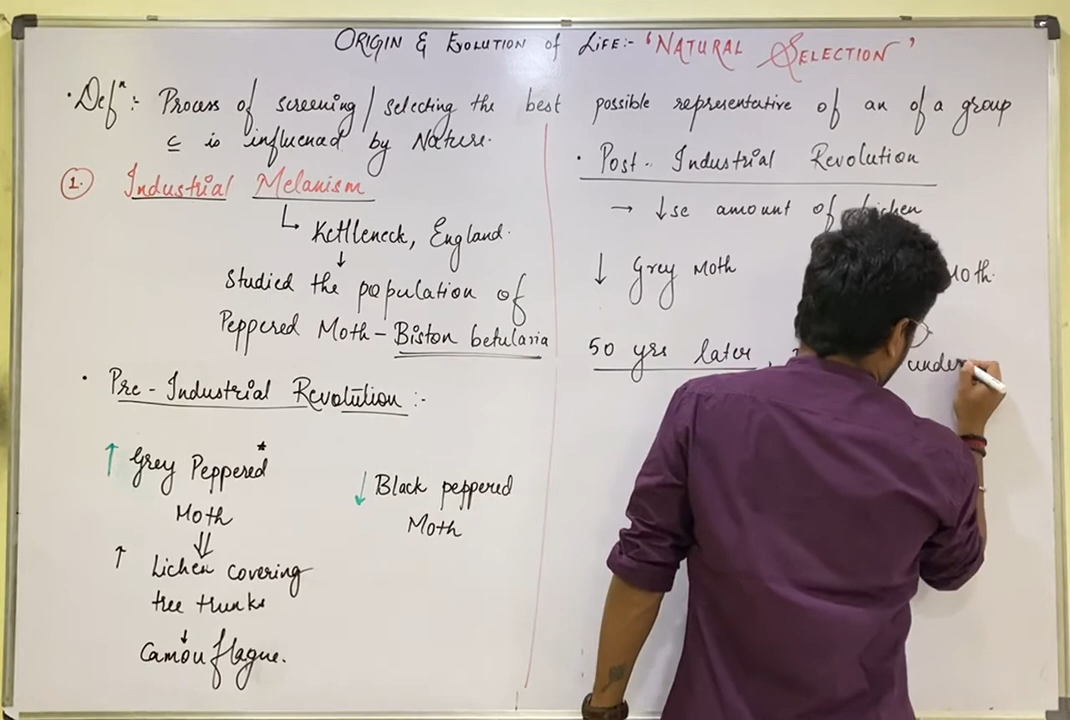 ORIGIN & EVOLUTION of LIFE:- 'NATURAL SELECTION'
• Defⁿ:- Process of screening / selecting the best possible representative of an of a group
⊆ is influenced by Nature.
1. Industrial Melanism
↳ Kettleneck, England.
↓
Studied the population of
Peppered Moth - Biston betularia
• Pre - Industrial Revolution :-
↑ Grey Peppered* ↓ Black peppered
Moth Moth
⇓
↑ Lichen covering
tree trunks
↓
Camouflague.
• Post - Industrial Revolution
→ ↓se amount of Lichen
↓ Grey Moth Moth.
50 yrs later, under